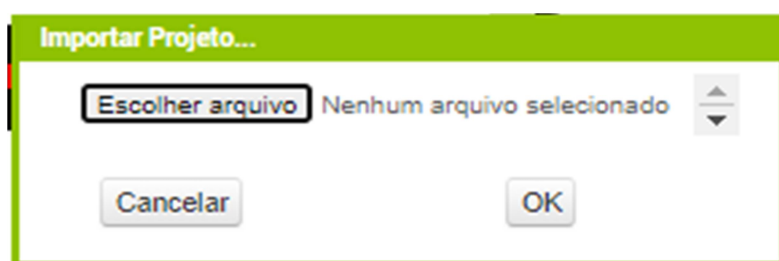 Importar Projeto...
Escolher arquivo Nenhum arquivo selecionado
Cancelar OK